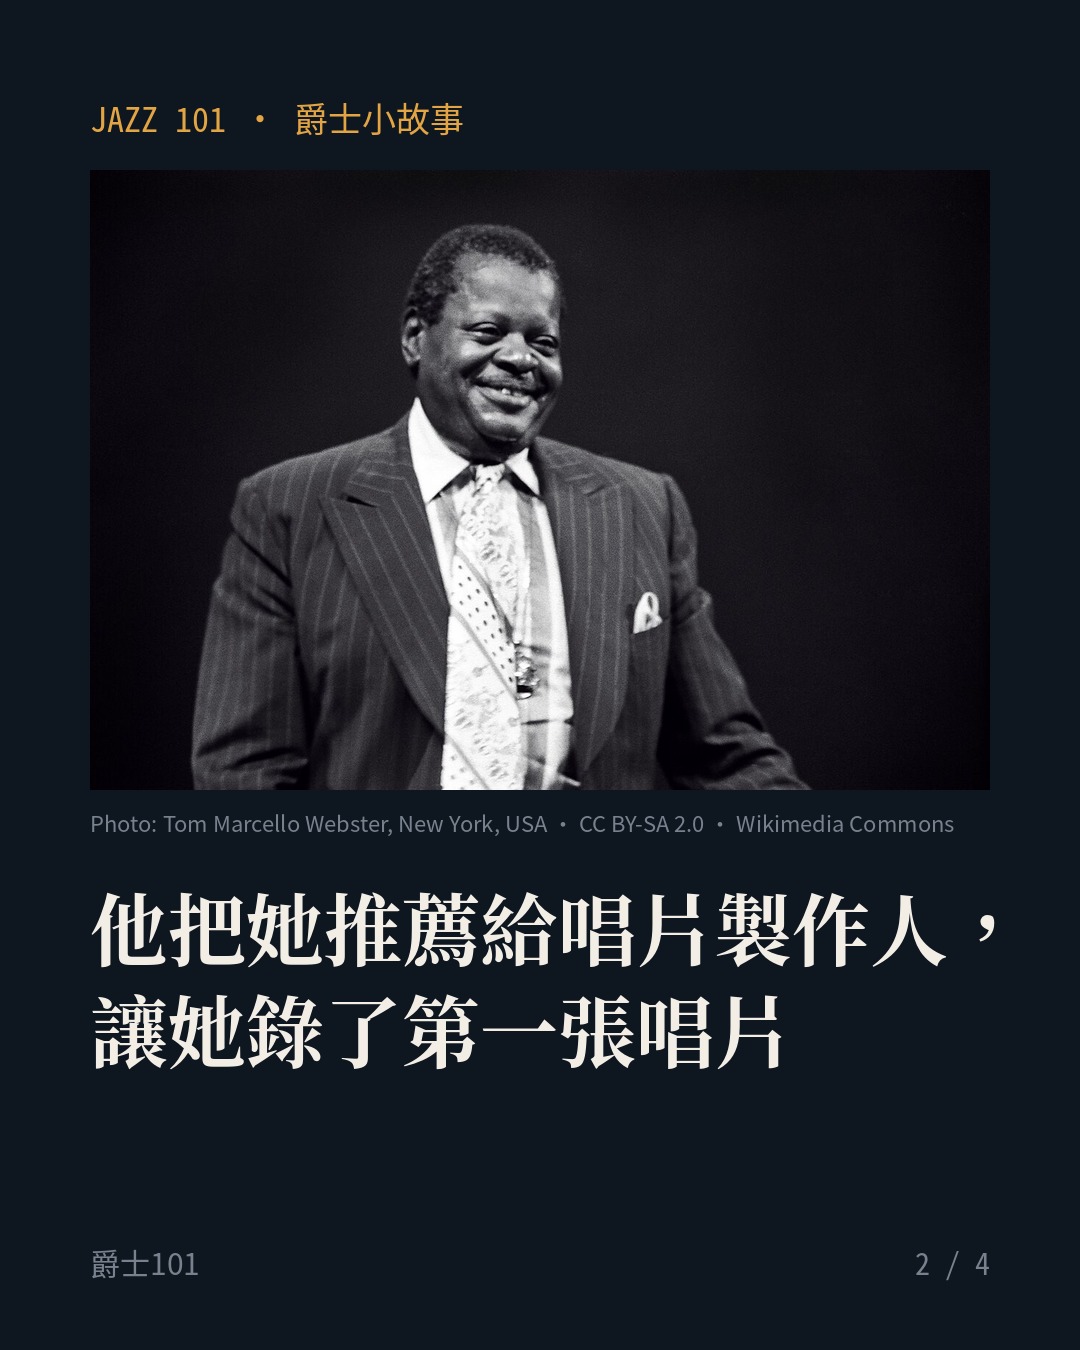 JAZZ 101 · 爵士小故事
Photo: Tom Marcello Webster, New York, USA · CC BY-SA 2.0 · Wikimedia Commons
他把她推薦給唱片製作人，
讓她錄了第一張唱片
爵士101
2 / 4